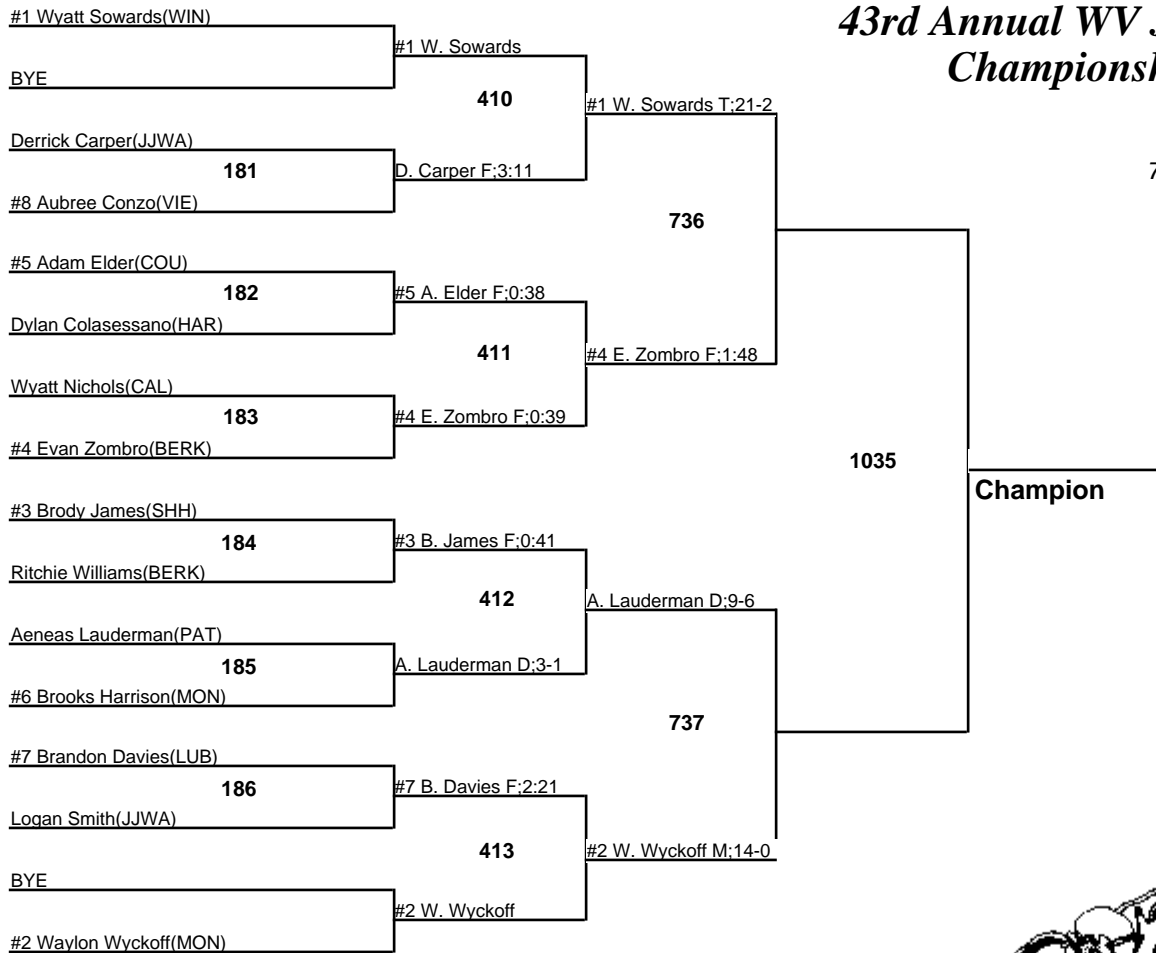 43rd Annual WV
Championsh
7
#1 Wyatt Sowards(WIN)
BYE
Derrick Carper(JJWA)
181
#8 Aubree Conzo(VIE)
#5 Adam Elder(COU)
182
Dylan Colasessano(HAR)
Wyatt Nichols(CAL)
183
#4 Evan Zombro(BERK)
#3 Brody James(SHH)
184
Ritchie Williams(BERK)
Aeneas Lauderman(PAT)
185
#6 Brooks Harrison(MON)
#7 Brandon Davies(LUB)
186
Logan Smith(JJWA)
BYE
#2 Waylon Wyckoff(MON)
#1 W. Sowards
410
D. Carper F;3:11
#5 A. Elder F;0:38
411
#4 E. Zombro F;0:39
#3 B. James F;0:41
412
A. Lauderman D;3-1
#7 B. Davies F;2:21
413
#2 W. Wyckoff
#1 W. Sowards T;21-2
736
#4 E. Zombro F;1:48
A. Lauderman D;9-6
737
#2 W. Wyckoff M;14-0
1035
Champion